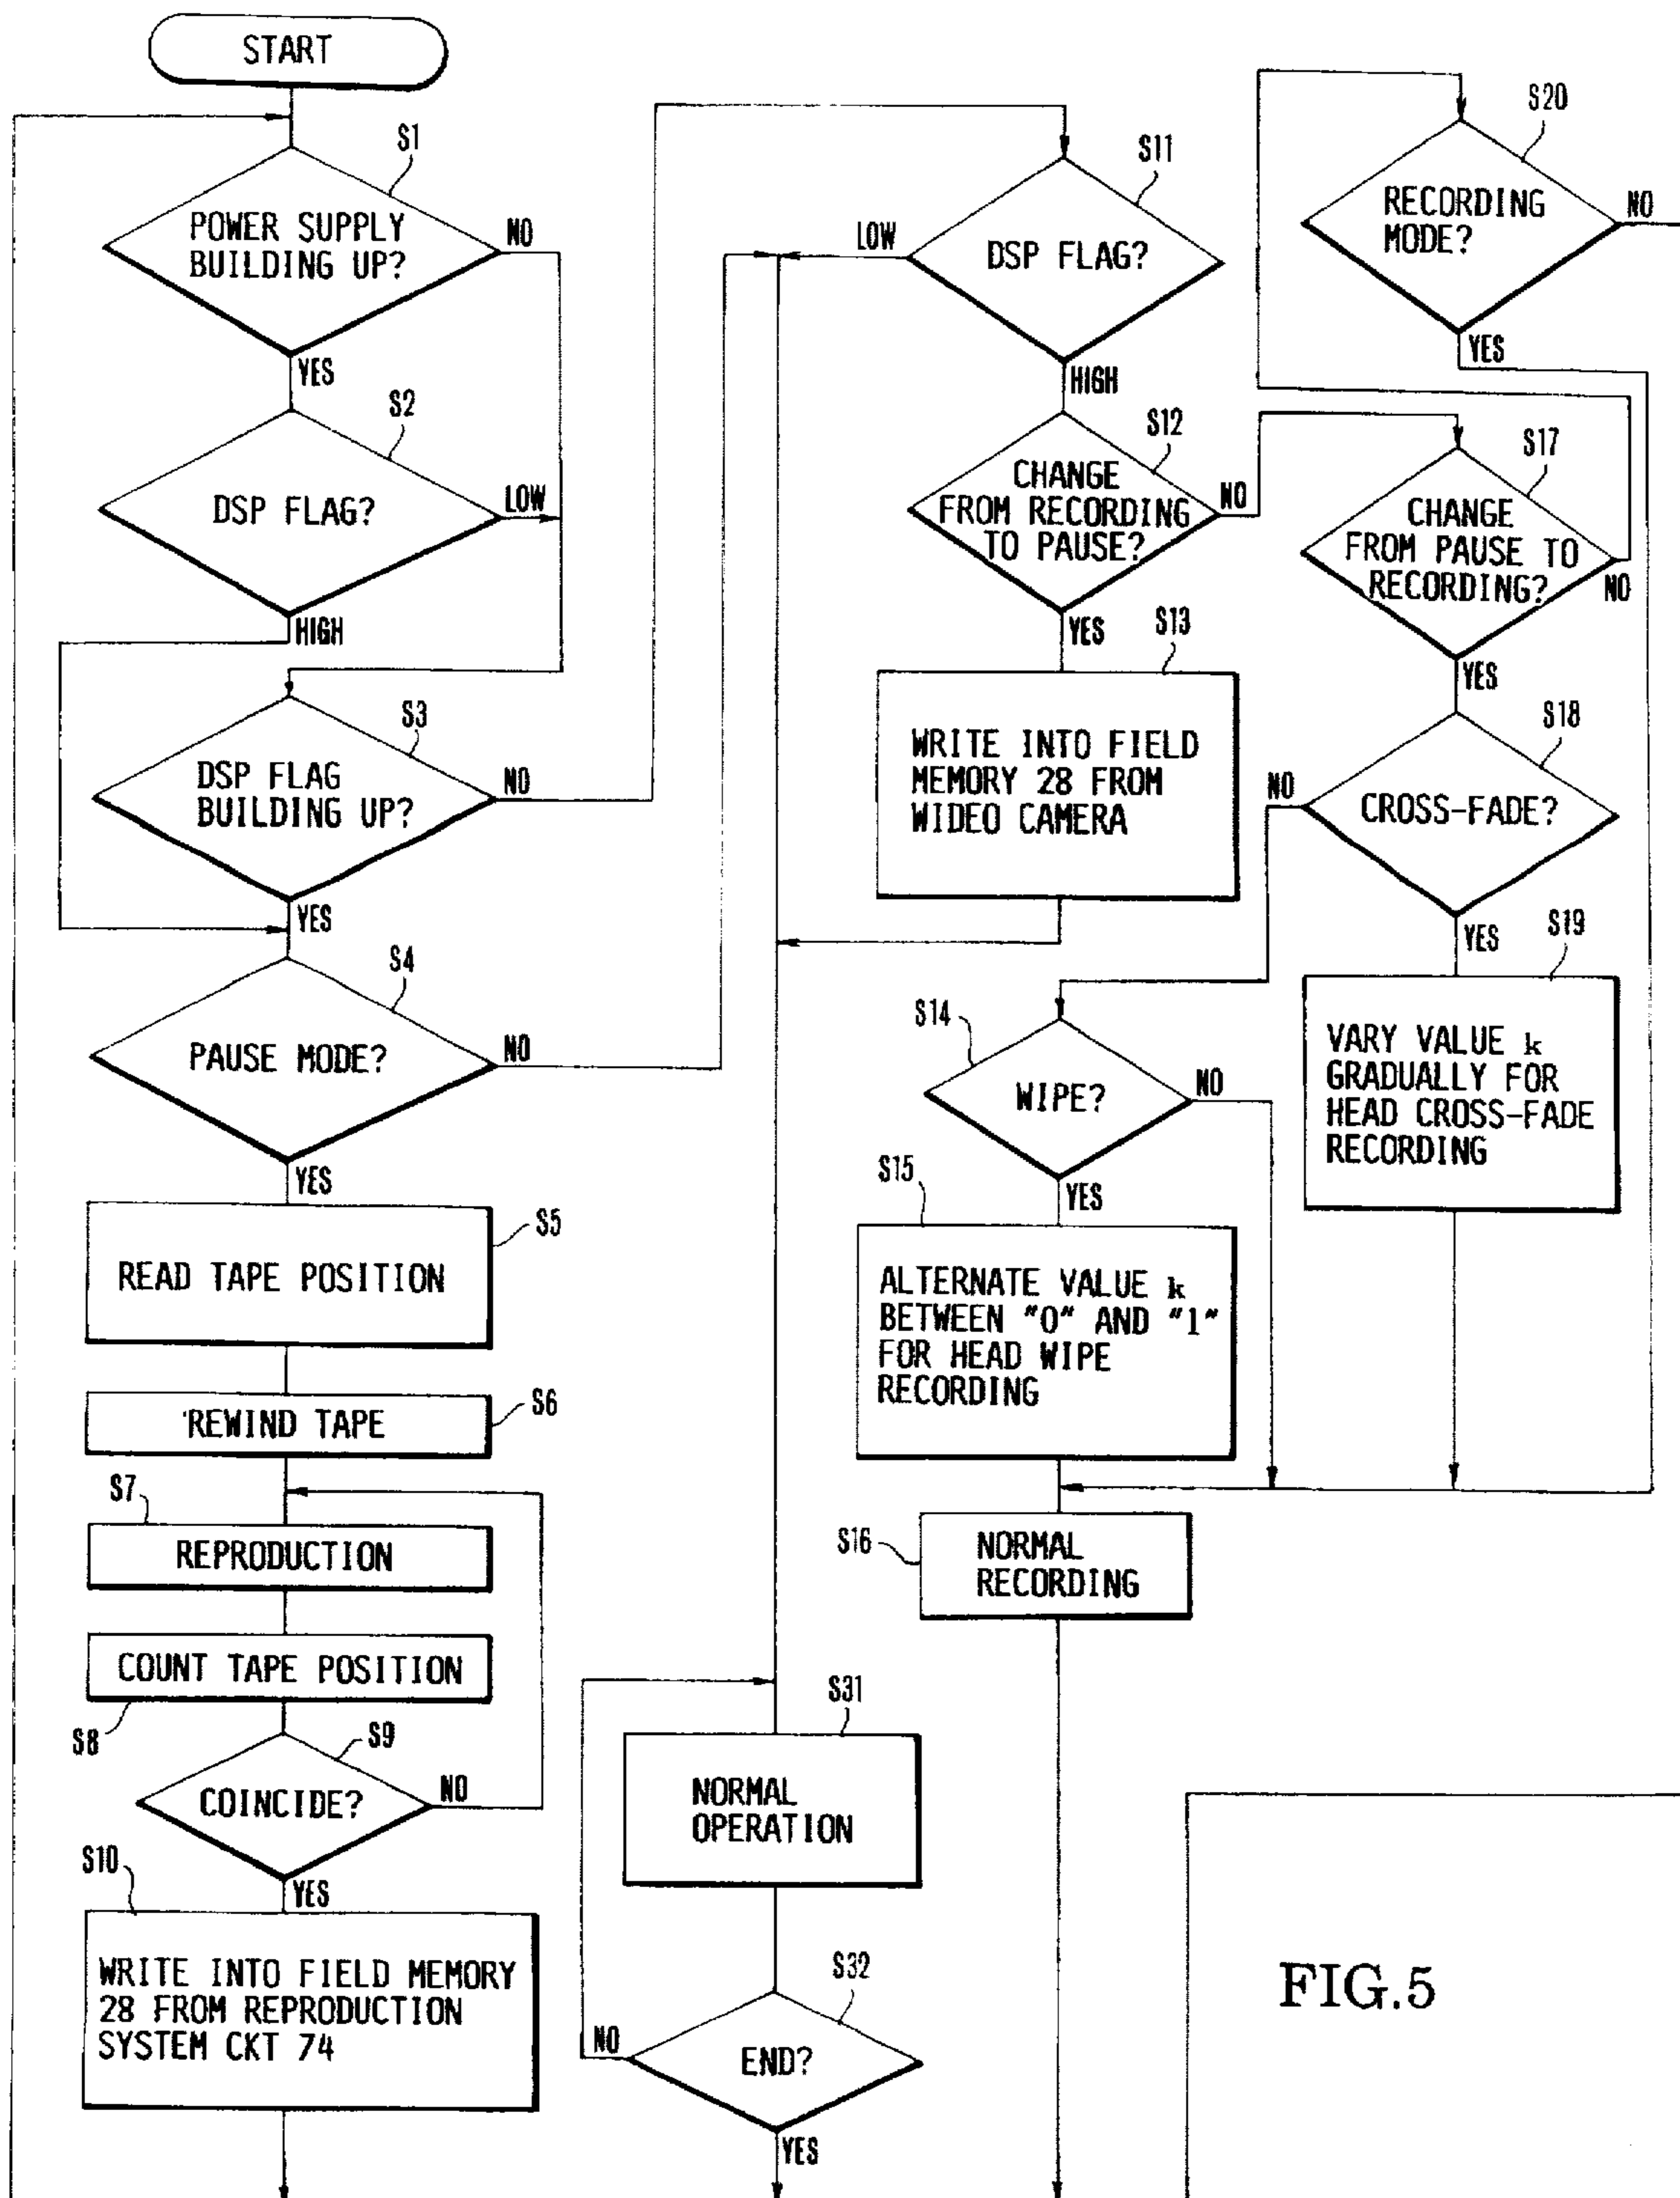 START
S1
POWER SUPPLY
BUILDING UP?
NO
YES
S2
DSP FLAG?
LOW
HIGH
S3
DSP FLAG
BUILDING UP?
NO
YES
S4
PAUSE MODE?
NO
YES
S5
READ TAPE POSITION
S6
REWIND TAPE
S7
REPRODUCTION
COUNT TAPE POSITION
S8
S9
COINCIDE?
NO
YES
S10
WRITE INTO FIELD MEMORY
28 FROM REPRODUCTION
SYSTEM CKT 74
S11
DSP FLAG?
LOW
HIGH
S12
CHANGE
FROM RECORDING
TO PAUSE?
NO
YES
S13
WRITE INTO FIELD
MEMORY 28 FROM
WIDEO CAMERA
S14
WIPE?
NO
YES
S15
ALTERNATE VALUE k
BETWEEN "0" AND "1"
FOR HEAD WIPE
RECORDING
S16
NORMAL
RECORDING
S31
NORMAL
OPERATION
S32
END?
NO
YES
S20
RECORDING
MODE?
NO
YES
S17
CHANGE
FROM PAUSE TO
RECORDING?
NO
YES
S18
CROSS-FADE?
NO
YES
S19
VARY VALUE k
GRADUALLY FOR
HEAD CROSS-FADE
RECORDING
FIG.5